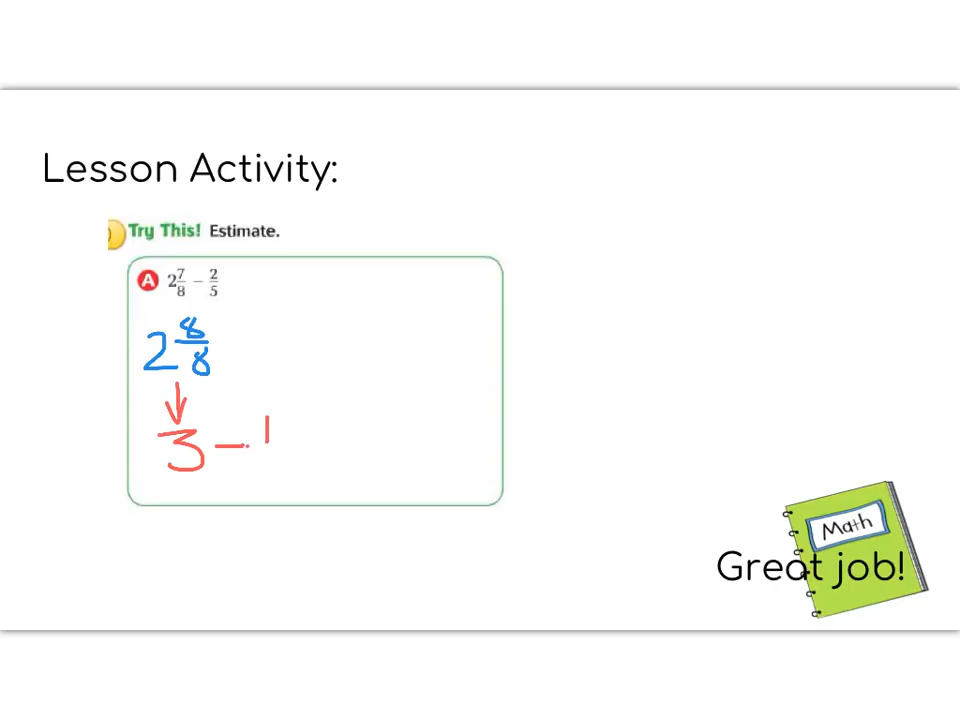 Lesson Activity:
Try This! Estimate.
A 2 7/8 − 2/5
2 8/8
3 − 1
Math
Great job!